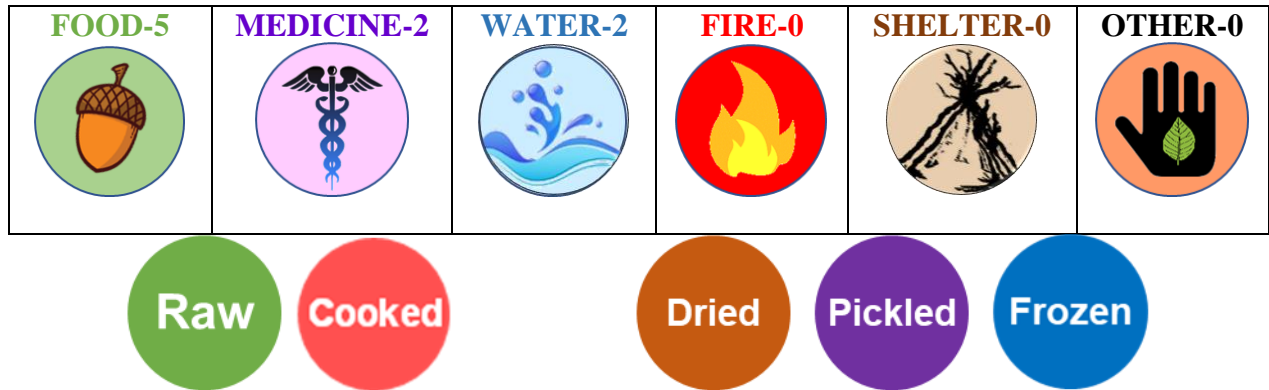 FOOD-5 MEDICINE-2 WATER-2 FIRE-0 SHELTER-0 OTHER-0
Raw Cooked Dried Pickled Frozen